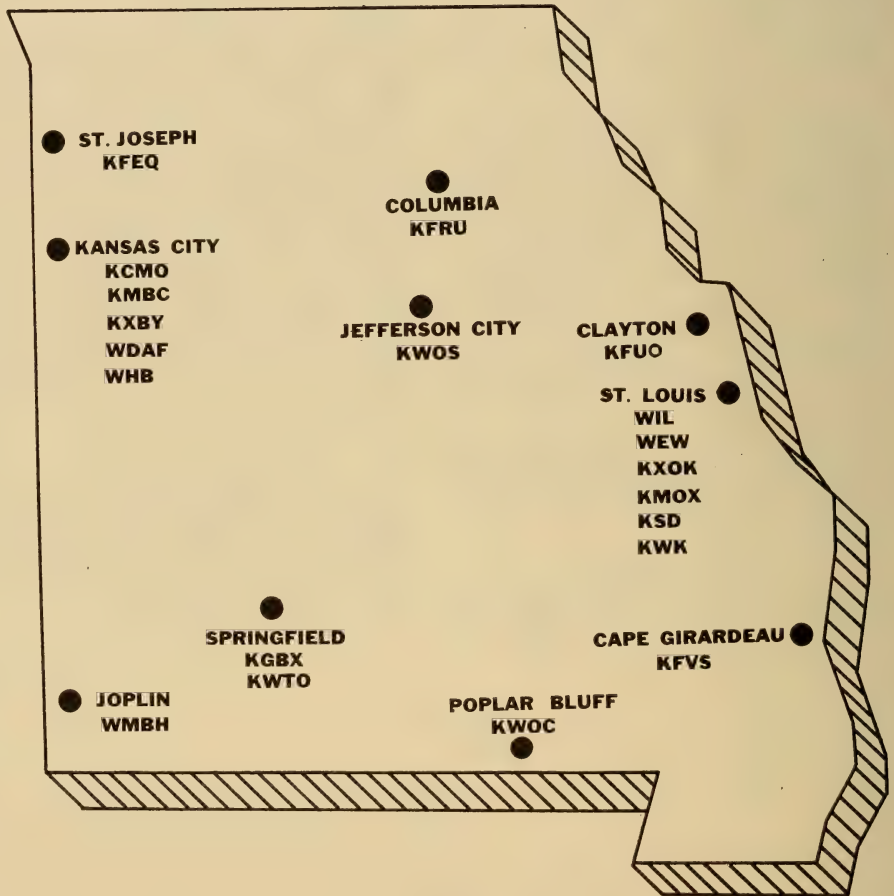 ST. JOSEPH
KFEQ
COLUMBIA
KFRU
KANSAS CITY
KCMO
KMBC
KXBY
WDAF
WHB
JEFFERSON CITY
KWOS
CLAYTON
KFUO
ST. LOUIS
WIL
WEW
KXOK
KMOX
KSD
KWK
SPRINGFIELD
KGBX
KWTO
CAPE GIRARDEAU
KFVS
JOPLIN
WMBH
POPLAR BLUFF
KWOC